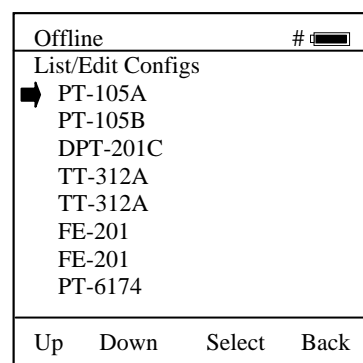 Offline #
List/Edit Configs
PT-105A
PT-105B
DPT-201C
TT-312A
TT-312A
FE-201
FE-201
PT-6174
Up Down Select Back